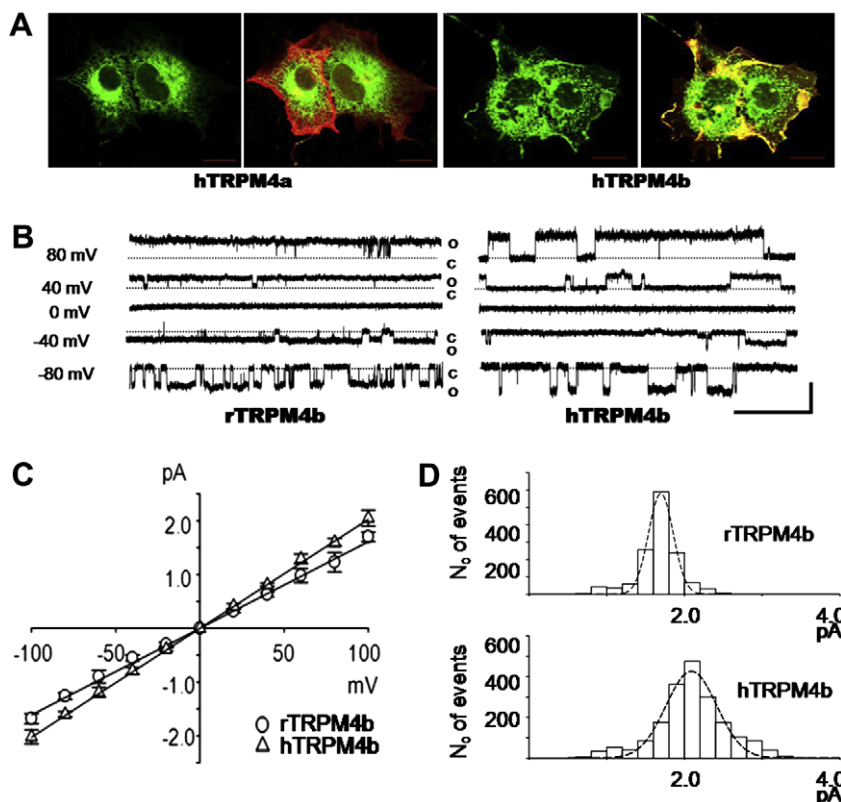 A
hTRPM4a hTRPM4b
B
80 mV
o
c
40 mV
o
c
0 mV
-40 mV
c
o
-80 mV
c
o
rTRPM4b hTRPM4b
C
pA
2.0
1.0
-100 -50 50 100
mV
-1.0
-2.0
rTRPM4b
hTRPM4b
D
N₀ of events
600
400
200
rTRPM4b
2.0 4.0
pA
N₀ of events
600
400
200
hTRPM4b
2.0 4.0
pA